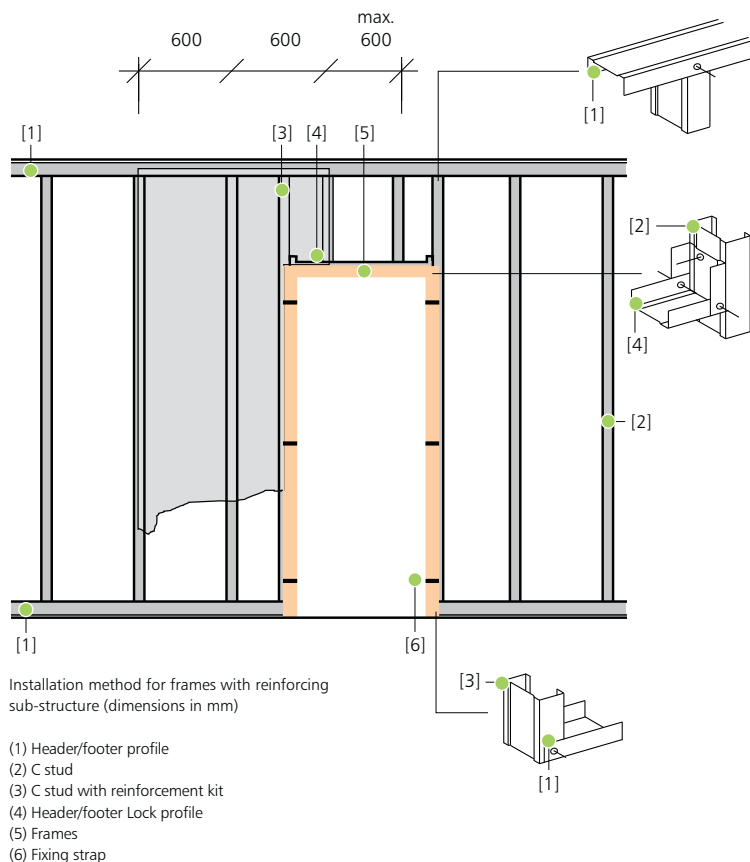 max.
600 600 600
[1]
[1] [3] [4] [5]
[2]
[4]
[2]
[1] [6]
[3]
[1]
Installation method for frames with reinforcing
sub-structure (dimensions in mm)
(1) Header/footer profile
(2) C stud
(3) C stud with reinforcement kit
(4) Header/footer Lock profile
(5) Frames
(6) Fixing strap